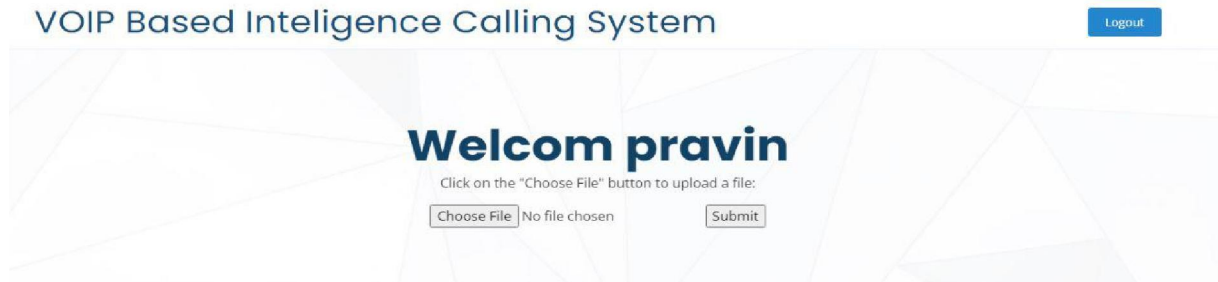 VOIP Based Inteligence Calling System
Logout
Welcom pravin
Click on the "Choose File" button to upload a file:
Choose File No file chosen Submit